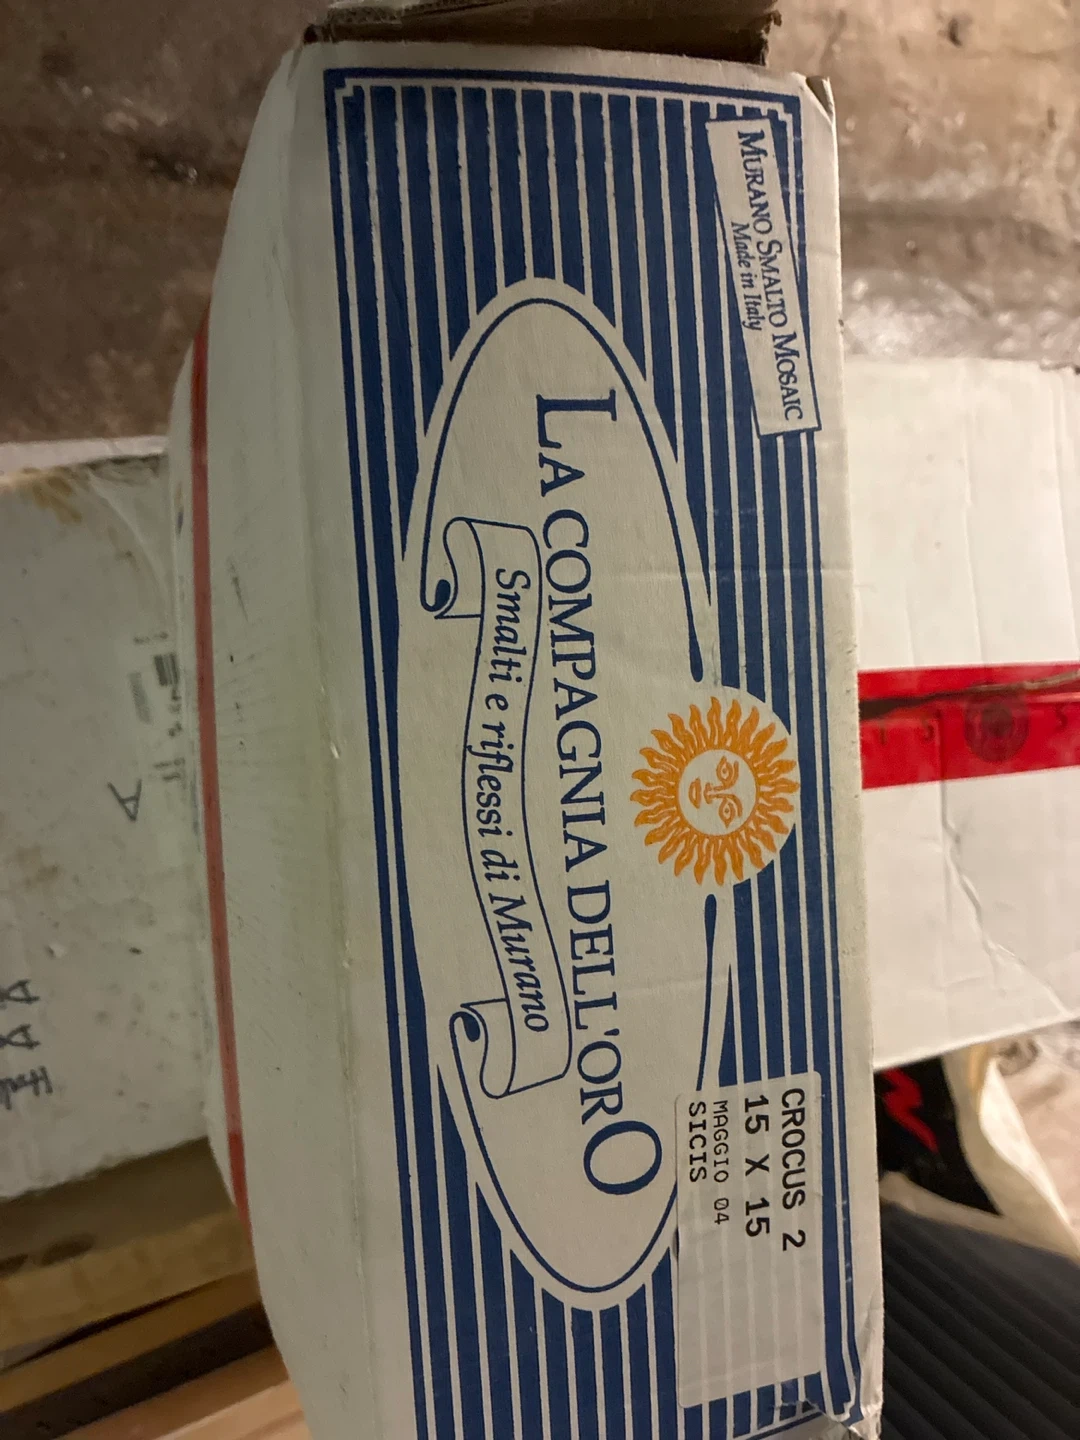 MURANO SMALTO MOSAIC
Made in Italy
LA COMPAGNIA DELL'ORO
Smalti e riflessi di Murano
CROCUS 2
15 X 15
MAGGIO 04
SICIS
A